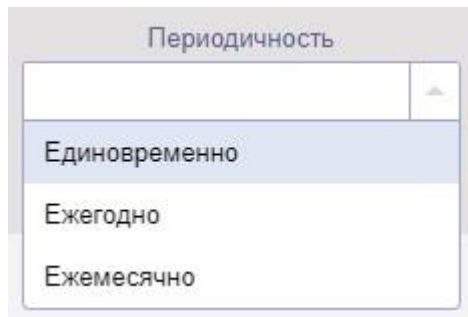 Периодичность
Единовременно
Ежегодно
Ежемесячно